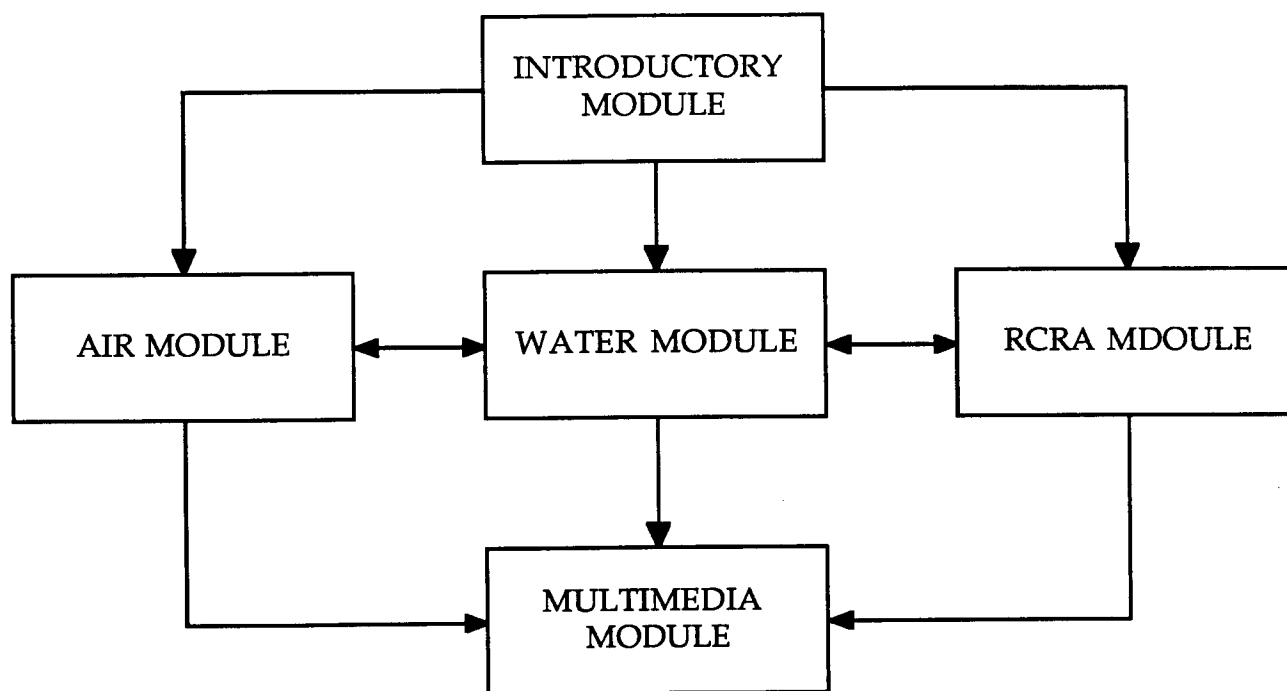 INTRODUCTORY
MODULE
AIR MODULE
WATER MODULE
RCRA MDOULE
MULTIMEDIA
MODULE